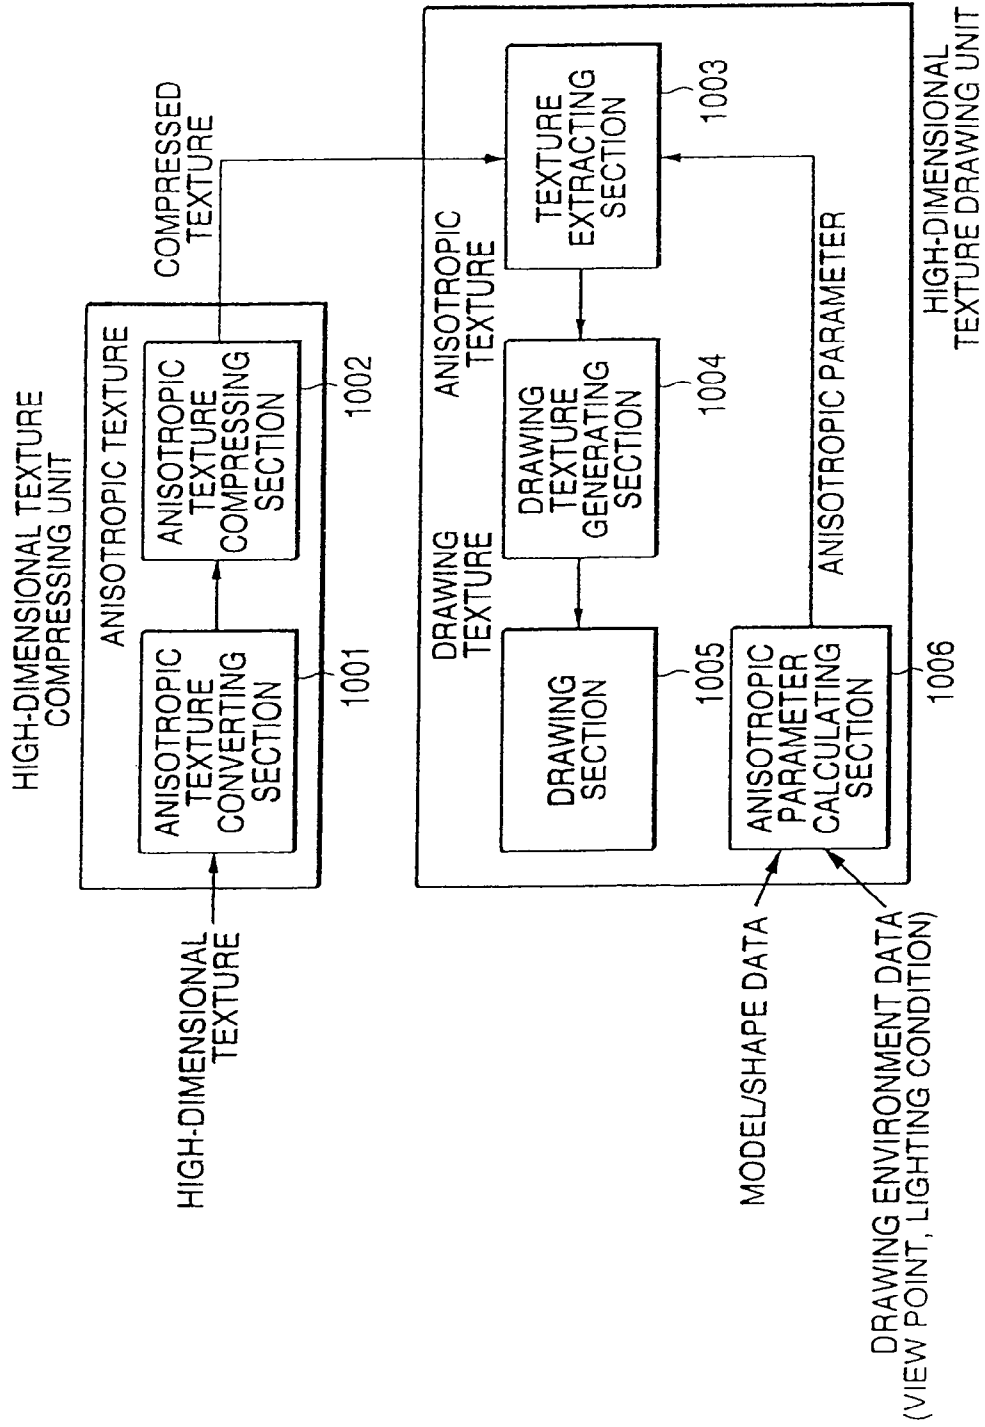 HIGH-DIMENSIONAL TEXTURE
COMPRESSING UNIT
HIGH-DIMENSIONAL
TEXTURE
ANISOTROPIC
TEXTURE
CONVERTING
SECTION
1001
ANISOTROPIC TEXTURE
ANISOTROPIC
TEXTURE
COMPRESSING
SECTION
1002
COMPRESSED
TEXTURE
DRAWING
SECTION
1005
DRAWING
TEXTURE
DRAWING
TEXTURE
GENERATING
SECTION
1004
ANISOTROPIC
TEXTURE
TEXTURE
EXTRACTING
SECTION
1003
MODEL/SHAPE DATA
DRAWING ENVIRONMENT DATA
(VIEW POINT, LIGHTING CONDITION)
ANISOTROPIC
PARAMETER
CALCULATING
SECTION
1006
ANISOTROPIC PARAMETER
HIGH-DIMENSIONAL
TEXTURE DRAWING UNIT